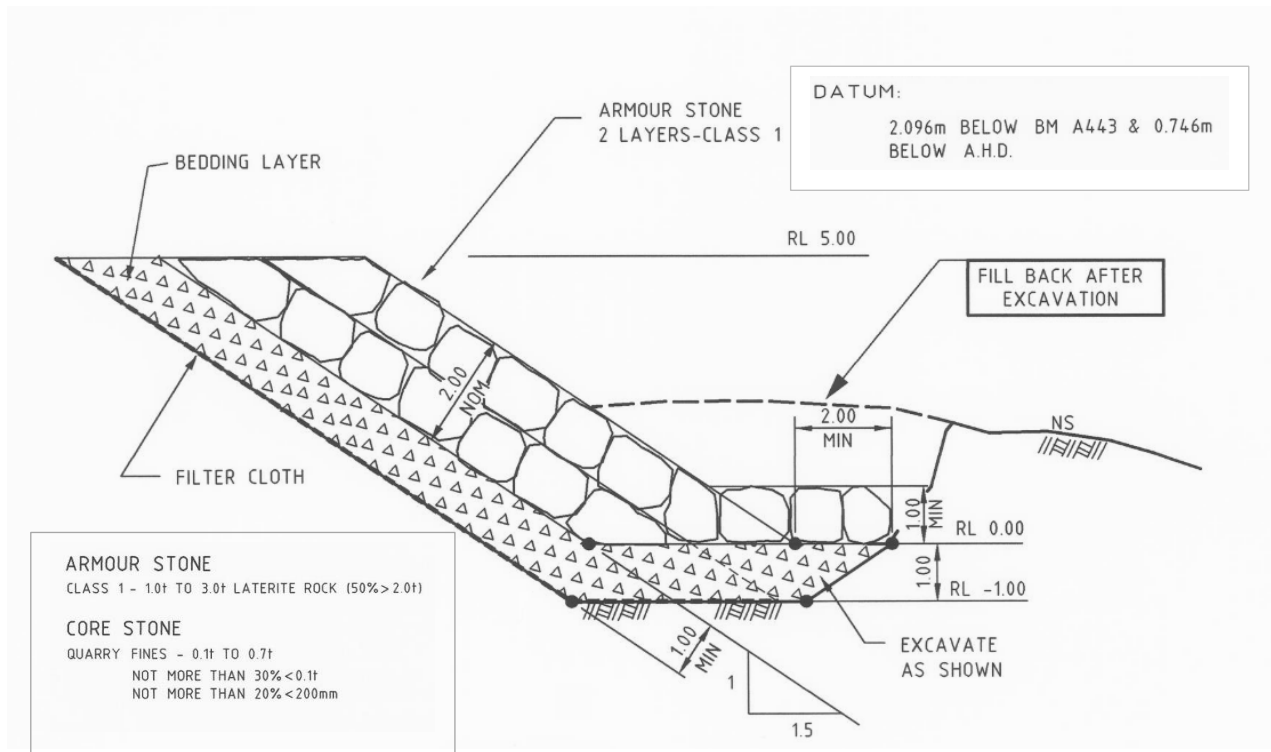 DATUM:
2.096m BELOW BM A443 & 0.746m
BELOW A.H.D.
ARMOUR STONE
2 LAYERS-CLASS 1
BEDDING LAYER
RL 5.00
FILL BACK AFTER
EXCAVATION
2.00
NOM
2.00
MIN
NS
FILTER CLOTH
1.00
MIN
RL 0.00
1.00
RL -1.00
EXCAVATE
AS SHOWN
1.00
MIN
1
1.5
ARMOUR STONE
CLASS 1 - 1.0t TO 3.0t LATERITE ROCK (50%>2.0t)
CORE STONE
QUARRY FINES - 0.1t TO 0.7t
NOT MORE THAN 30%<0.1t
NOT MORE THAN 20%<200mm